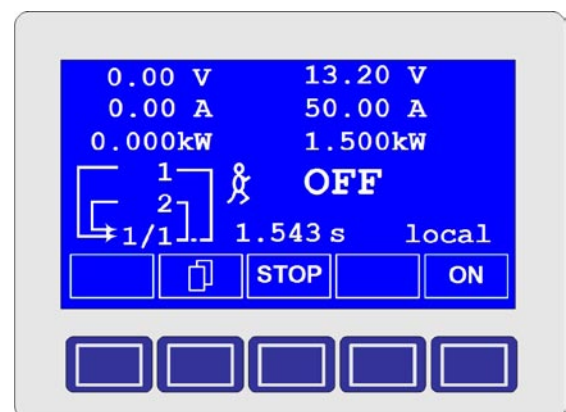 0.00 V 13.20 V
0.00 A 50.00 A
0.000kW 1.500kW
1
OFF
2
1/1 1.543 s local
STOP ON